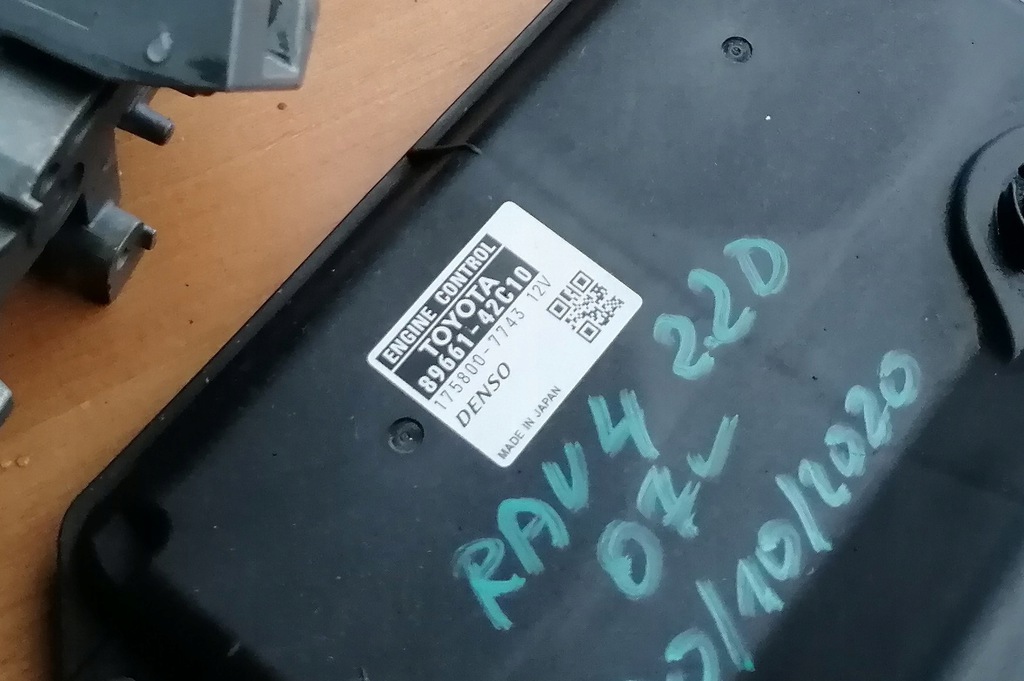 ENGINE CONTROL
TOYOTA
89661-42C10
175800-7743 12V
DENSO
MADE IN JAPAN
RAV4 2.2D
07
/10/2020